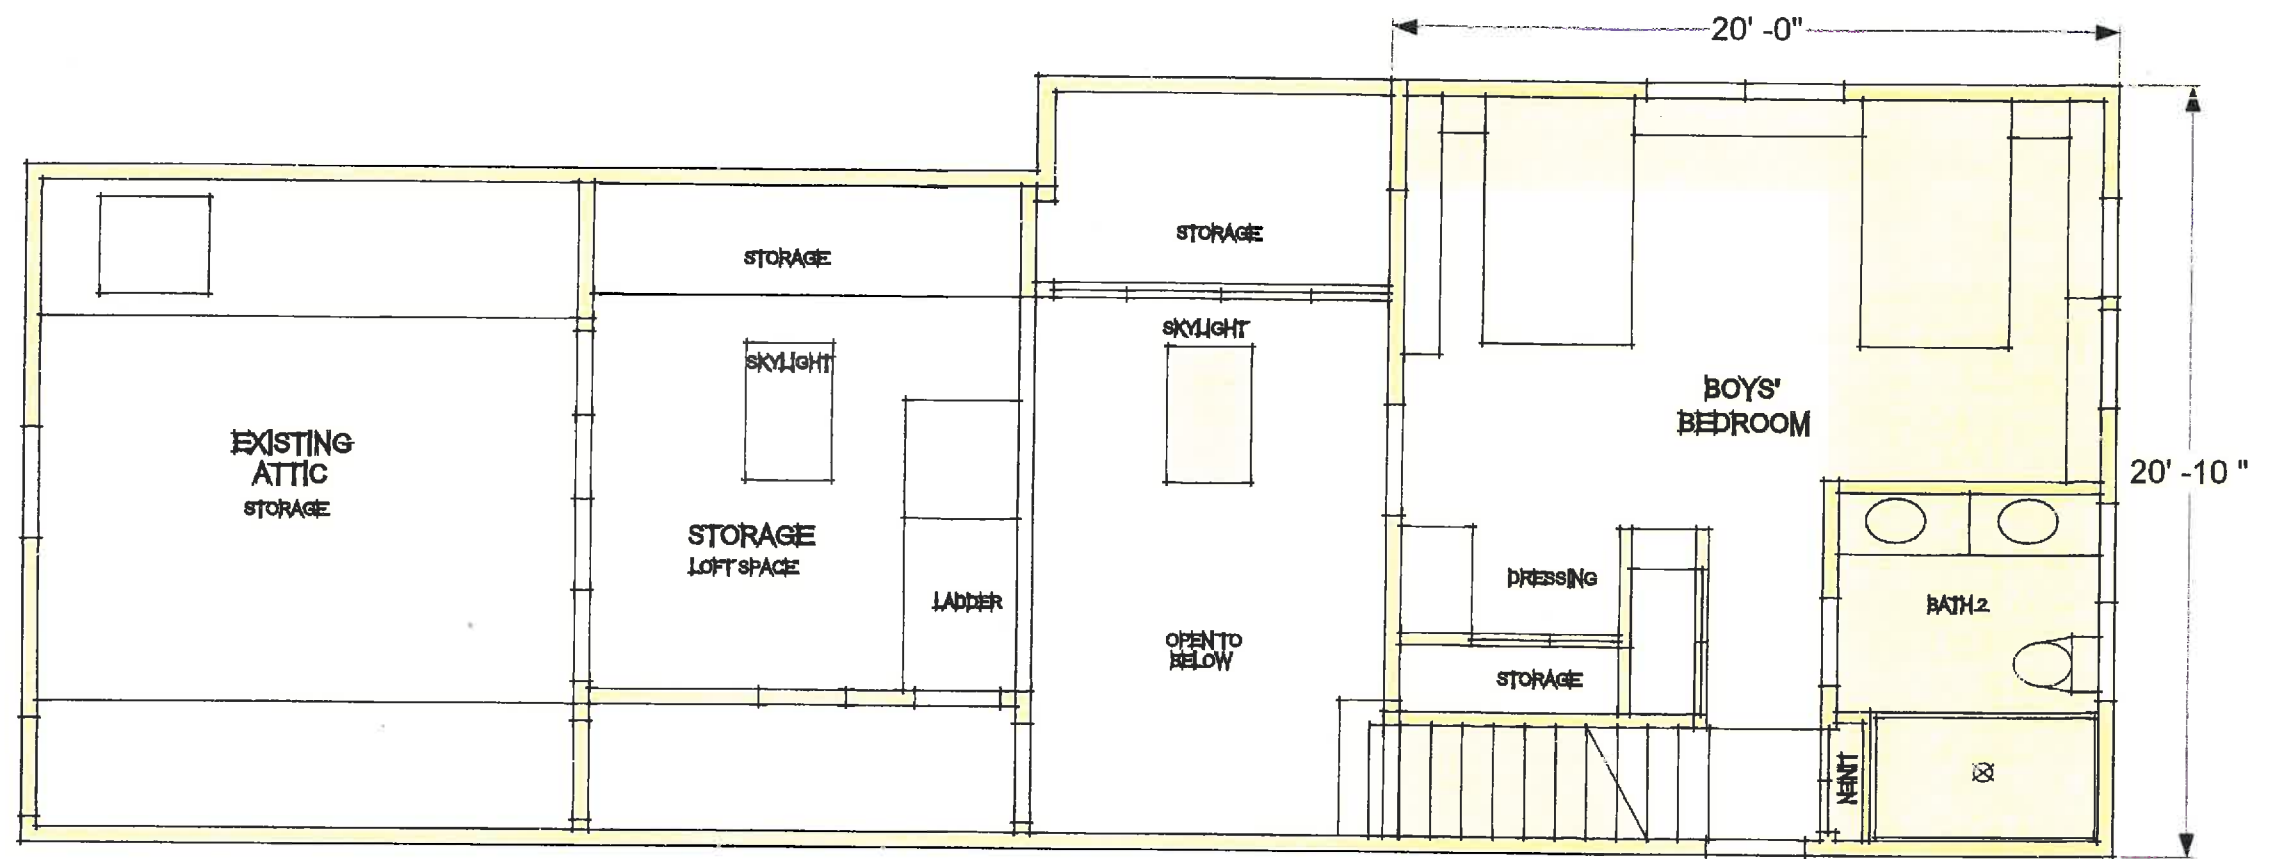 20' -0"
STORAGE
STORAGE
SKYLIGHT
SKYLIGHT
BOYS'
BEDROOM
EXISTING
ATTIC
STORAGE
20' -10 "
STORAGE
LOFT SPACE
LADDER
DRESSING
BATH 2
OPEN TO
BELOW
STORAGE
LINEN